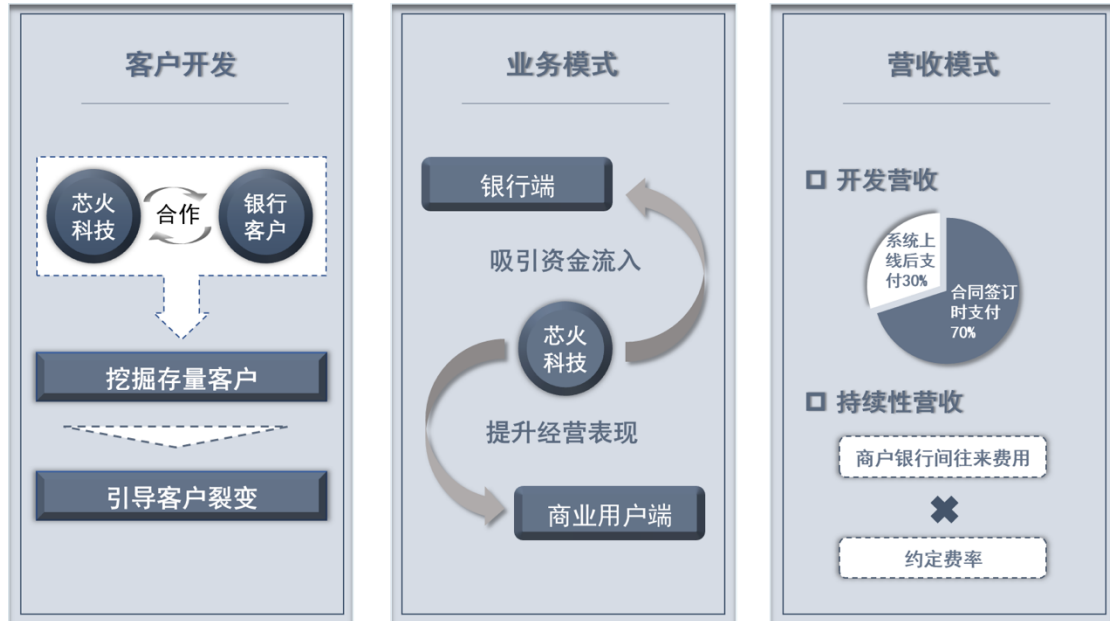 客户开发
芯火
科技
合作
银行
客户
挖掘存量客户
引导客户裂变
业务模式
银行端
吸引资金流入
芯火
科技
提升经营表现
商业用户端
营收模式
开发营收
系统上
线后支
付30%
合同签订
时支付
70%
持续性营收
商户银行间往来费用
约定费率